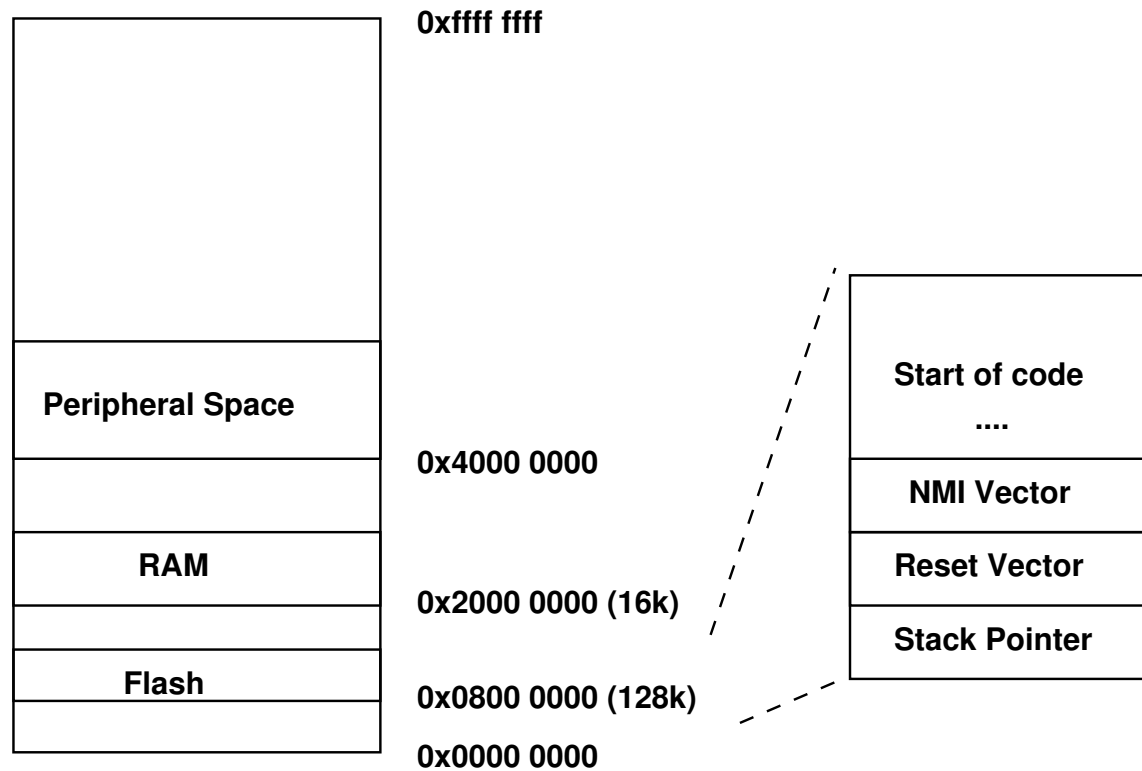 0xffff ffff
Peripheral Space
0x4000 0000
RAM
0x2000 0000 (16k)
Flash
0x0800 0000 (128k)
0x0000 0000
Start of code
....
NMI Vector
Reset Vector
Stack Pointer